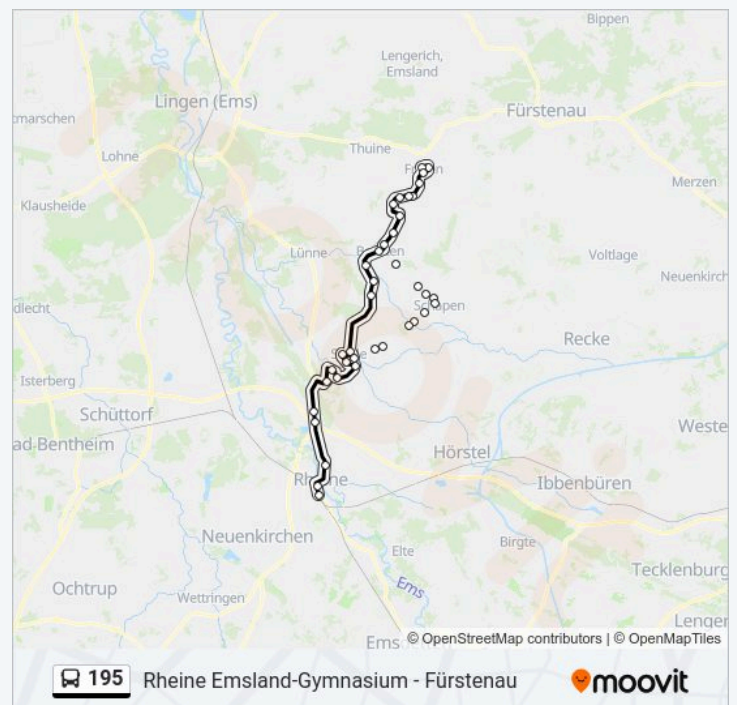 Bippen
Lengerich,
Emsland
Lingen (Ems)
Fürstenau
tmarschen
Thuine
Lohne
Merzen
Klausheide
Lünne
Voltlage
Neuenkirch
dlecht
Recke
Isterberg
Schüttorf
Weste
ad Bentheim
Hörstel
Ibbenbüren
Neuenkirchen
Elte
Birgte
Tecklenburg
Ochtrup
Wettringen
Ems
Lenger
© OpenStreetMap contributors | © OpenMapTiles
195 Rheine Emsland-Gymnasium - Fürstenau
moovit